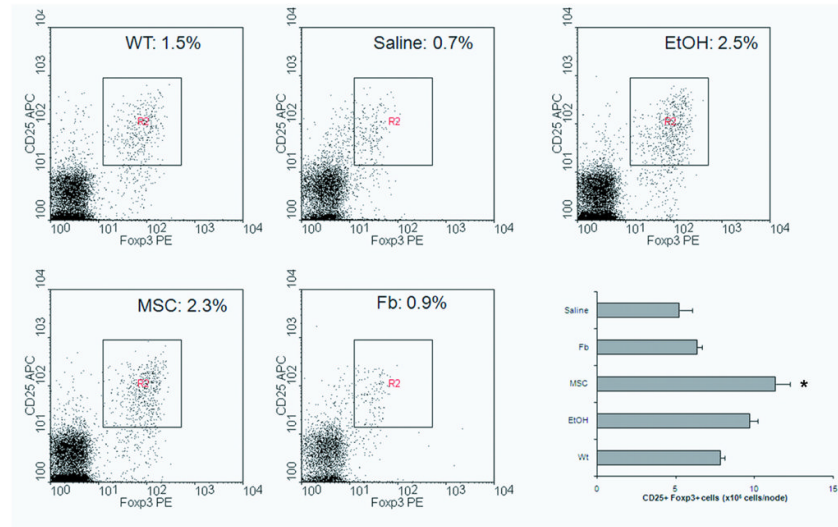 WT: 1.5%
Saline: 0.7%
EtOH: 2.5%
104
103
102
101
100
CD25 APC
R2
100 101 102 103 104
Foxp3 PE
104
103
102
101
100
CD25 APC
R2
100 101 102 103 104
Foxp3 PE
104
103
102
101
100
CD25 APC
R2
100 101 102 103 104
Foxp3 PE
MSC: 2.3%
Fb: 0.9%
104
103
102
101
100
CD25 APC
R2
100 101 102 103 104
Foxp3 PE
104
103
102
101
100
CD25 APC
R2
100 101 102 103 104
Foxp3 PE
Saline
Fb
MSC
*
EtOH
Wt
0 5 10 15
CD25+ Foxp3+ cells (x10⁶ cells/node)